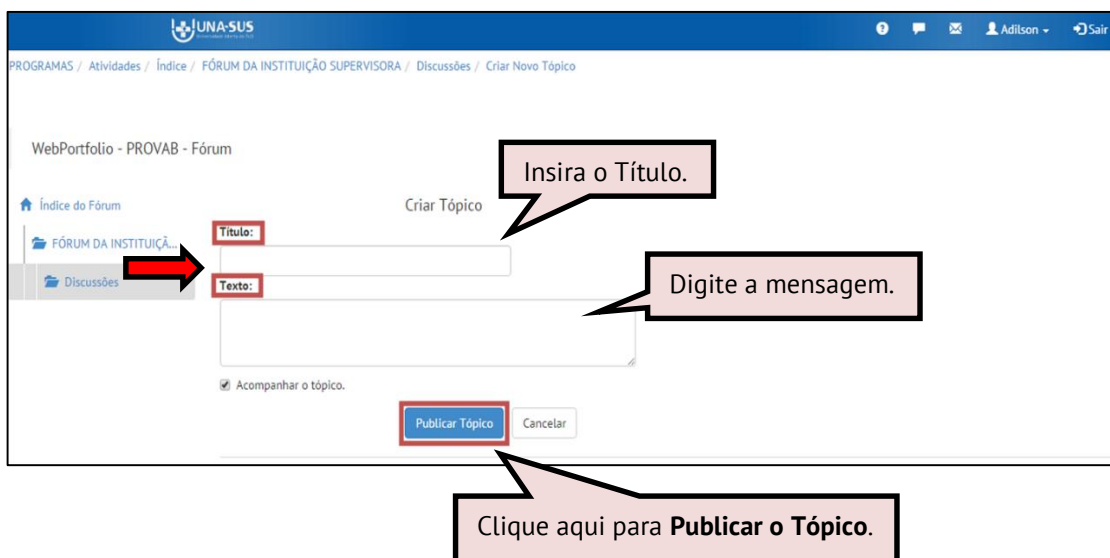 UNA-SUS
Adilson
Sair
PROGRAMAS / Atividades / Índice / FÓRUM DA INSTITUIÇÃO SUPERVISORA / Discussões / Criar Novo Tópico
WebPortfolio - PROVAB - Fórum
Insira o Título.
Índice do Fórum
Criar Tópico
FÓRUM DA INSTITUIÇÃ...
Título:
Discussões
Texto:
Digite a mensagem.
Acompanhar o tópico.
Publicar Tópico
Cancelar
Clique aqui para Publicar o Tópico.